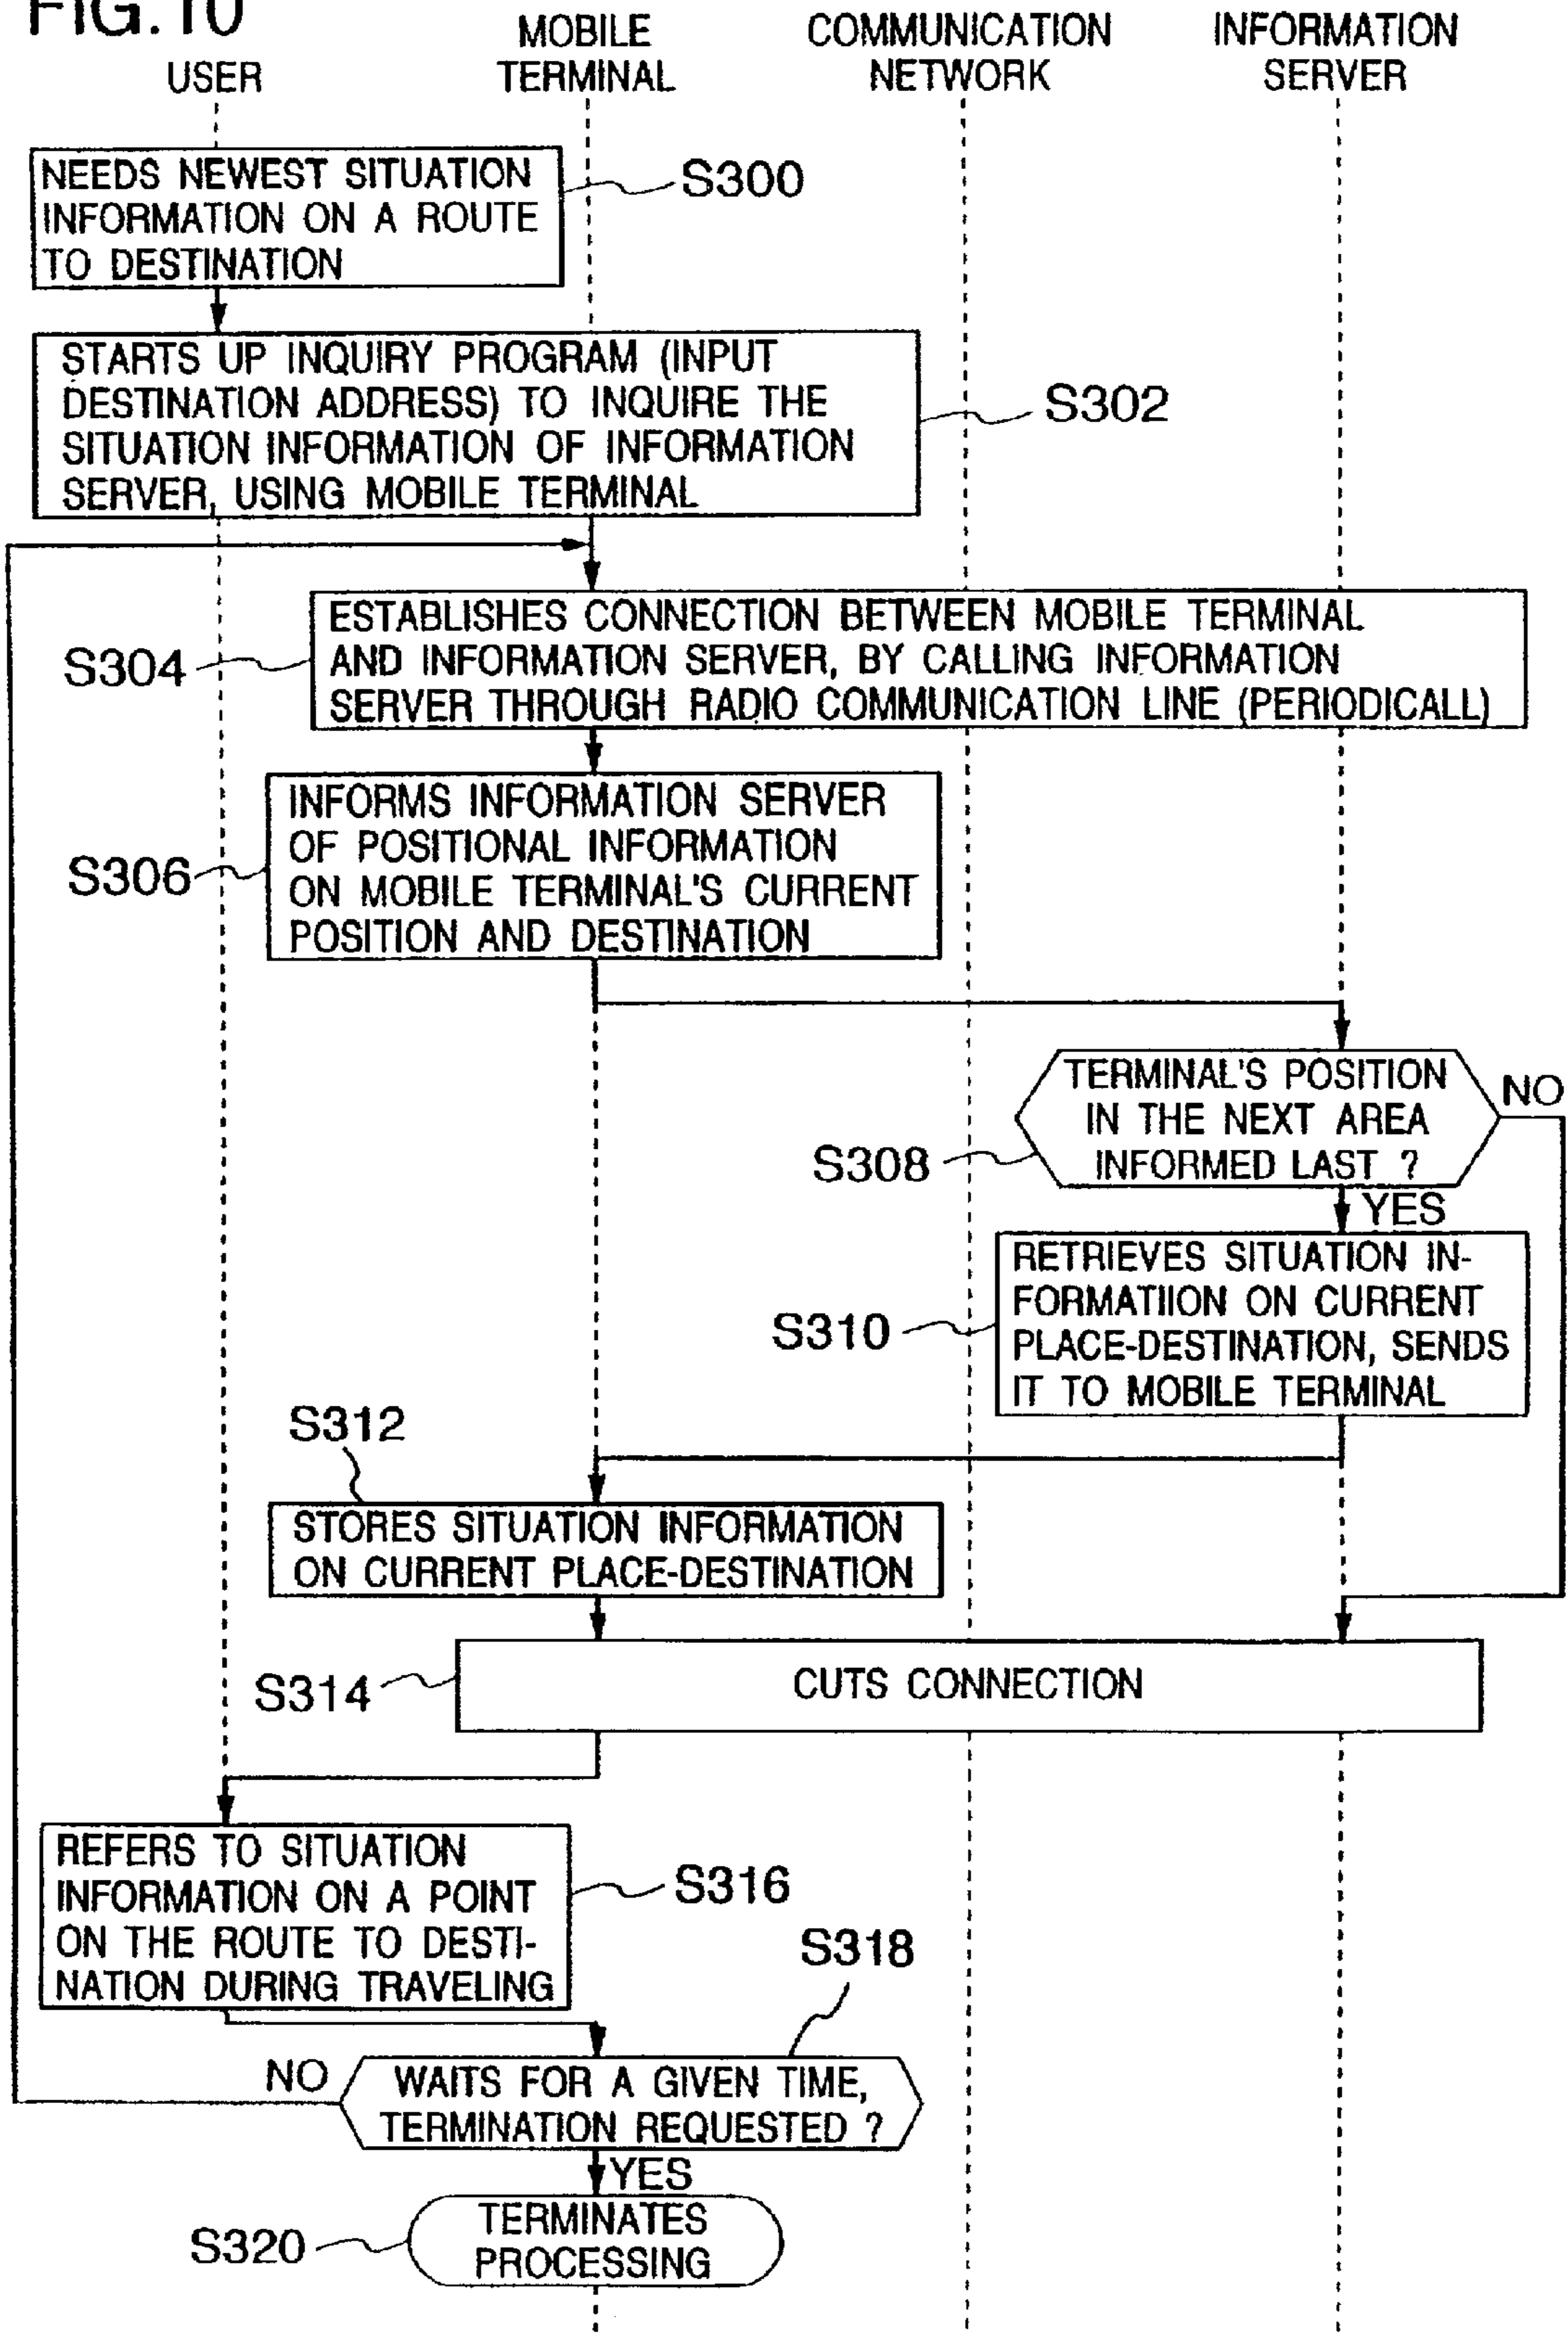 FIG. 10
USER
MOBILE
TERMINAL
COMMUNICATION
NETWORK
INFORMATION
SERVER
NEEDS NEWEST SITUATION
INFORMATION ON A ROUTE
TO DESTINATION
S300
STARTS UP INQUIRY PROGRAM (INPUT
DESTINATION ADDRESS) TO INQUIRE THE
SITUATION INFORMATION OF INFORMATION
SERVER, USING MOBILE TERMINAL
S302
ESTABLISHES CONNECTION BETWEEN MOBILE TERMINAL
AND INFORMATION SERVER, BY CALLING INFORMATION
SERVER THROUGH RADIO COMMUNICATION LINE (PERIODICALL)
S304
INFORMS INFORMATION SERVER
OF POSITIONAL INFORMATION
ON MOBILE TERMINAL'S CURRENT
POSITION AND DESTINATION
S306
TERMINAL'S POSITION
IN THE NEXT AREA
INFORMED LAST ?
NO
S308
YES
RETRIEVES SITUATION IN-
FORMATIION ON CURRENT
PLACE-DESTINATION, SENDS
IT TO MOBILE TERMINAL
S310
S312
STORES SITUATION INFORMATION
ON CURRENT PLACE-DESTINATION
S314
CUTS CONNECTION
REFERS TO SITUATION
INFORMATION ON A POINT
ON THE ROUTE TO DESTI-
NATION DURING TRAVELING
S316
S318
NO
WAITS FOR A GIVEN TIME,
TERMINATION REQUESTED ?
YES
S320
TERMINATES
PROCESSING